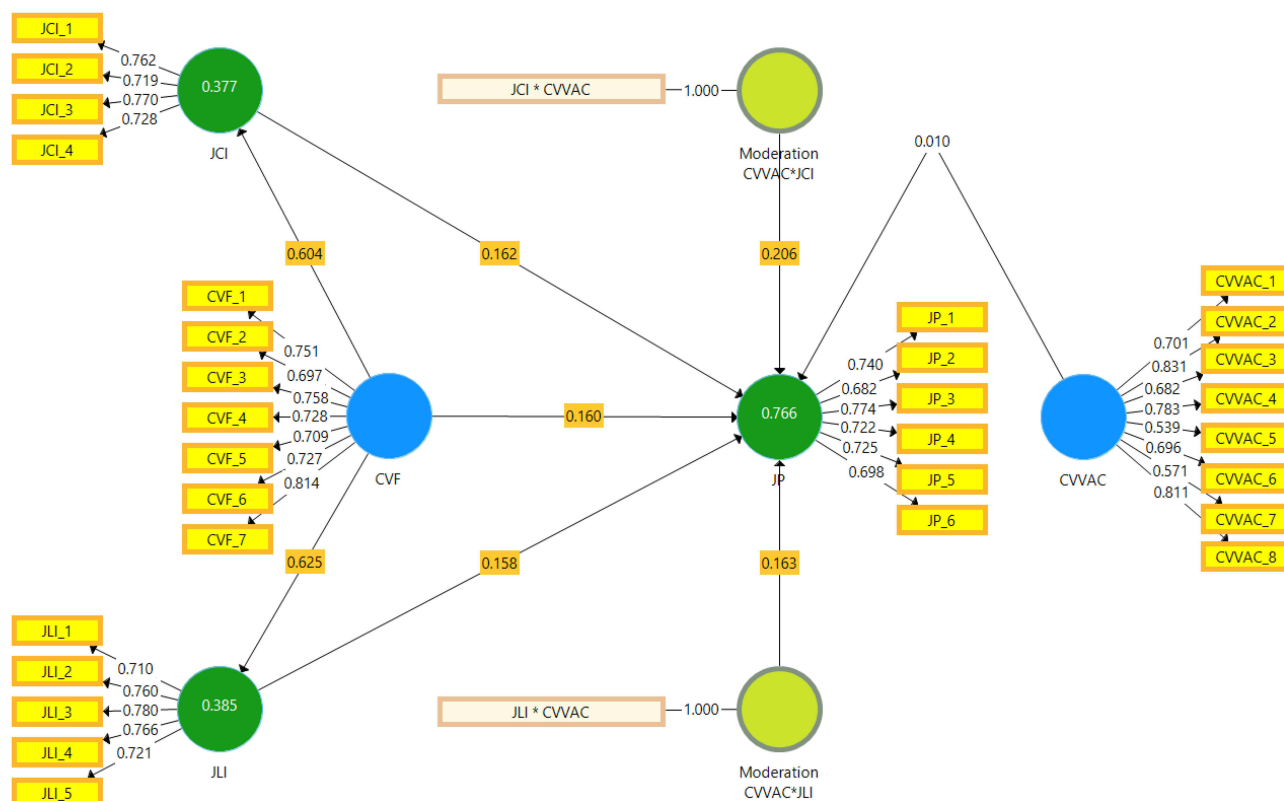 JCI_1
JCI_2
JCI_3
JCI_4
0.762
0.719
0.770
0.728
0.377
JCI
JCI * CVVAC
1.000
Moderation
CVVAC*JCI
0.010
0.604
0.162
0.206
CVF_1
CVF_2
CVF_3
CVF_4
CVF_5
CVF_6
CVF_7
0.751
0.697
0.758
0.728
0.709
0.727
0.814
CVF
0.160
0.766
JP
0.740
0.682
0.774
0.722
0.725
0.698
JP_1
JP_2
JP_3
JP_4
JP_5
JP_6
CVVAC
0.701
0.831
0.682
0.783
0.539
0.696
0.571
0.811
CVVAC_1
CVVAC_2
CVVAC_3
CVVAC_4
CVVAC_5
CVVAC_6
CVVAC_7
CVVAC_8
0.625
0.158
0.163
JLI_1
JLI_2
JLI_3
JLI_4
JLI_5
0.710
0.760
0.780
0.766
0.721
0.385
JLI
JLI * CVVAC
1.000
Moderation
CVVAC*JLI